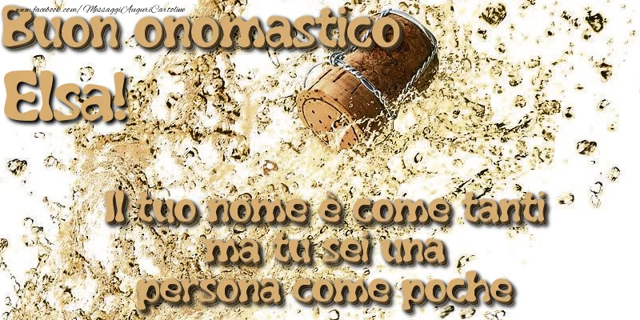 www.facebook.com/MessaggiAuguriCartoline
Buon onomastico
Elsa!
Il tuo nome è come tanti
ma tu sei una
persona come poche